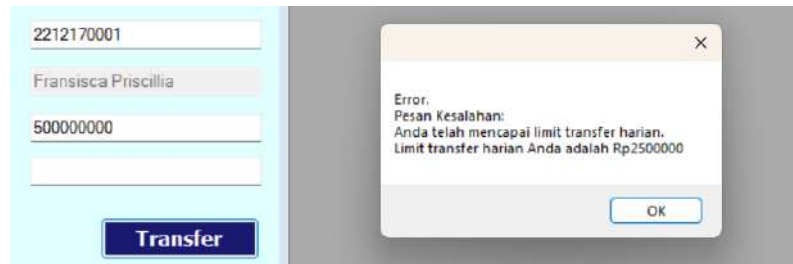 2212170001
Fransisca Priscillia
500000000
Transfer
Error.
Pesan Kesalahan:
Anda telah mencapai limit transfer harian.
Limit transfer harian Anda adalah Rp2500000
OK